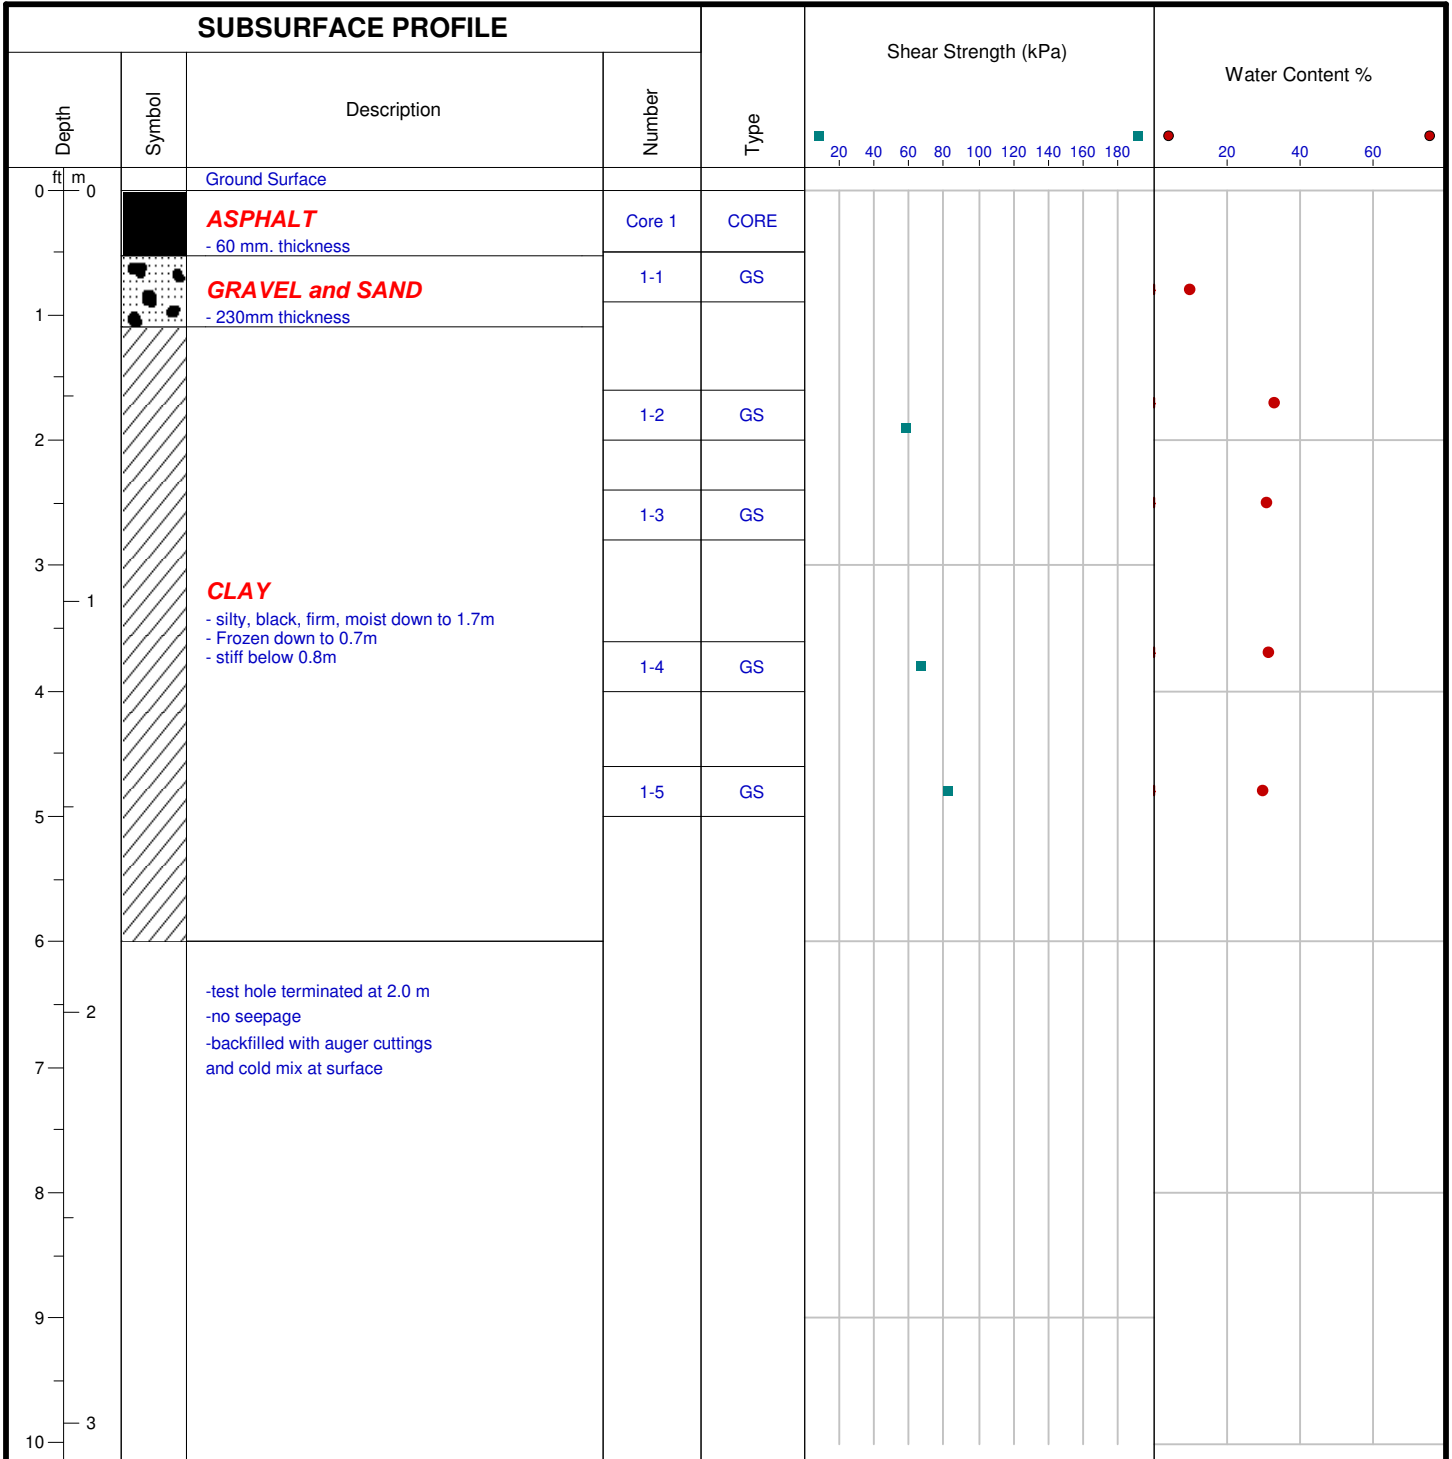 SUBSURFACE PROFILE
Depth
Symbol
Description
Number
Type
Shear Strength (kPa)
20 40 60 80 100 120 140 160 180
Water Content %
20 40 60
ft m
0 0
Ground Surface
ASPHALT
- 60 mm. thickness
Core 1 CORE
GRAVEL and SAND
- 230mm thickness
1-1 GS
1
1-2 GS
2
1-3 GS
3
CLAY
1
- silty, black, firm, moist down to 1.7m
- Frozen down to 0.7m
- stiff below 0.8m
1-4 GS
4
1-5 GS
5
6
-test hole terminated at 2.0 m
2
-no seepage
-backfilled with auger cuttings
and cold mix at surface
7
8
9
3
10